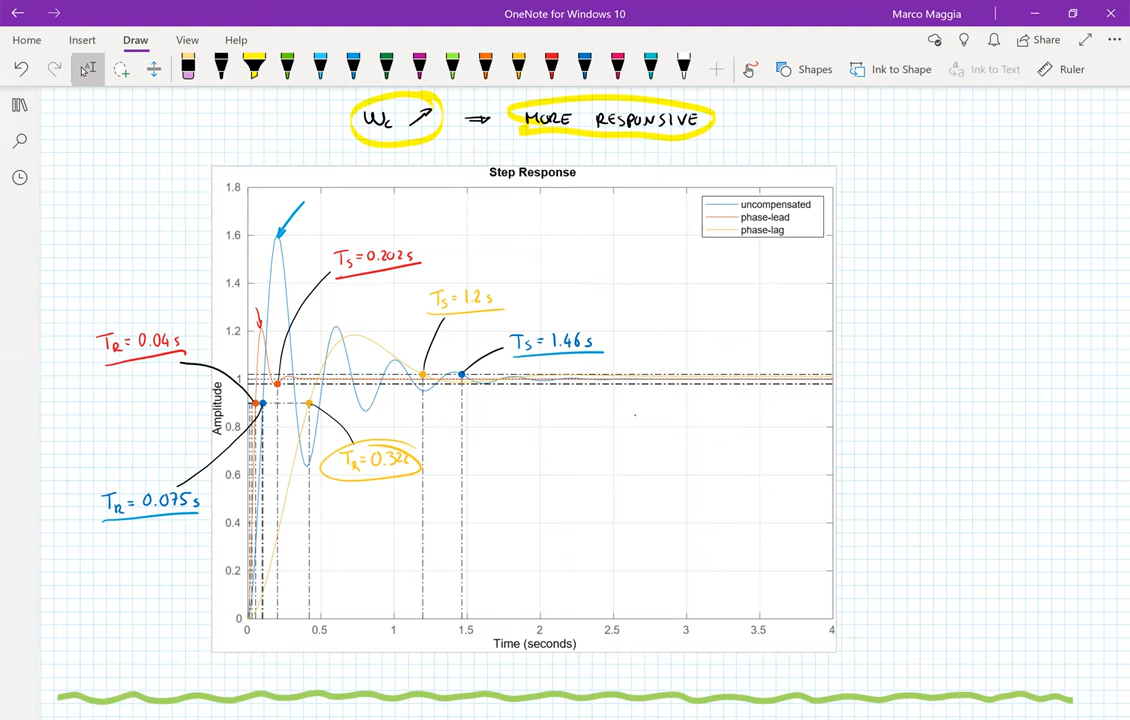 OneNote for Windows 10
Marco Maggia
Home Insert Draw View Help
Share
Shapes Ink to Shape Ink to Text Ruler
ωc ↗ ⇒ MORE RESPONSIVE
Step Response
uncompensated
phase-lead
phase-lag
1.8
1.6
1.4
1.2
1
0.8
0.6
0.4
0.2
0
Amplitude
TS = 0.202 s
TS = 1.2 s
TS = 1.46 s
TR = 0.04 s
TR = 0.322
TR = 0.075 s
0 0.5 1 1.5 2 2.5 3 3.5 4
Time (seconds)